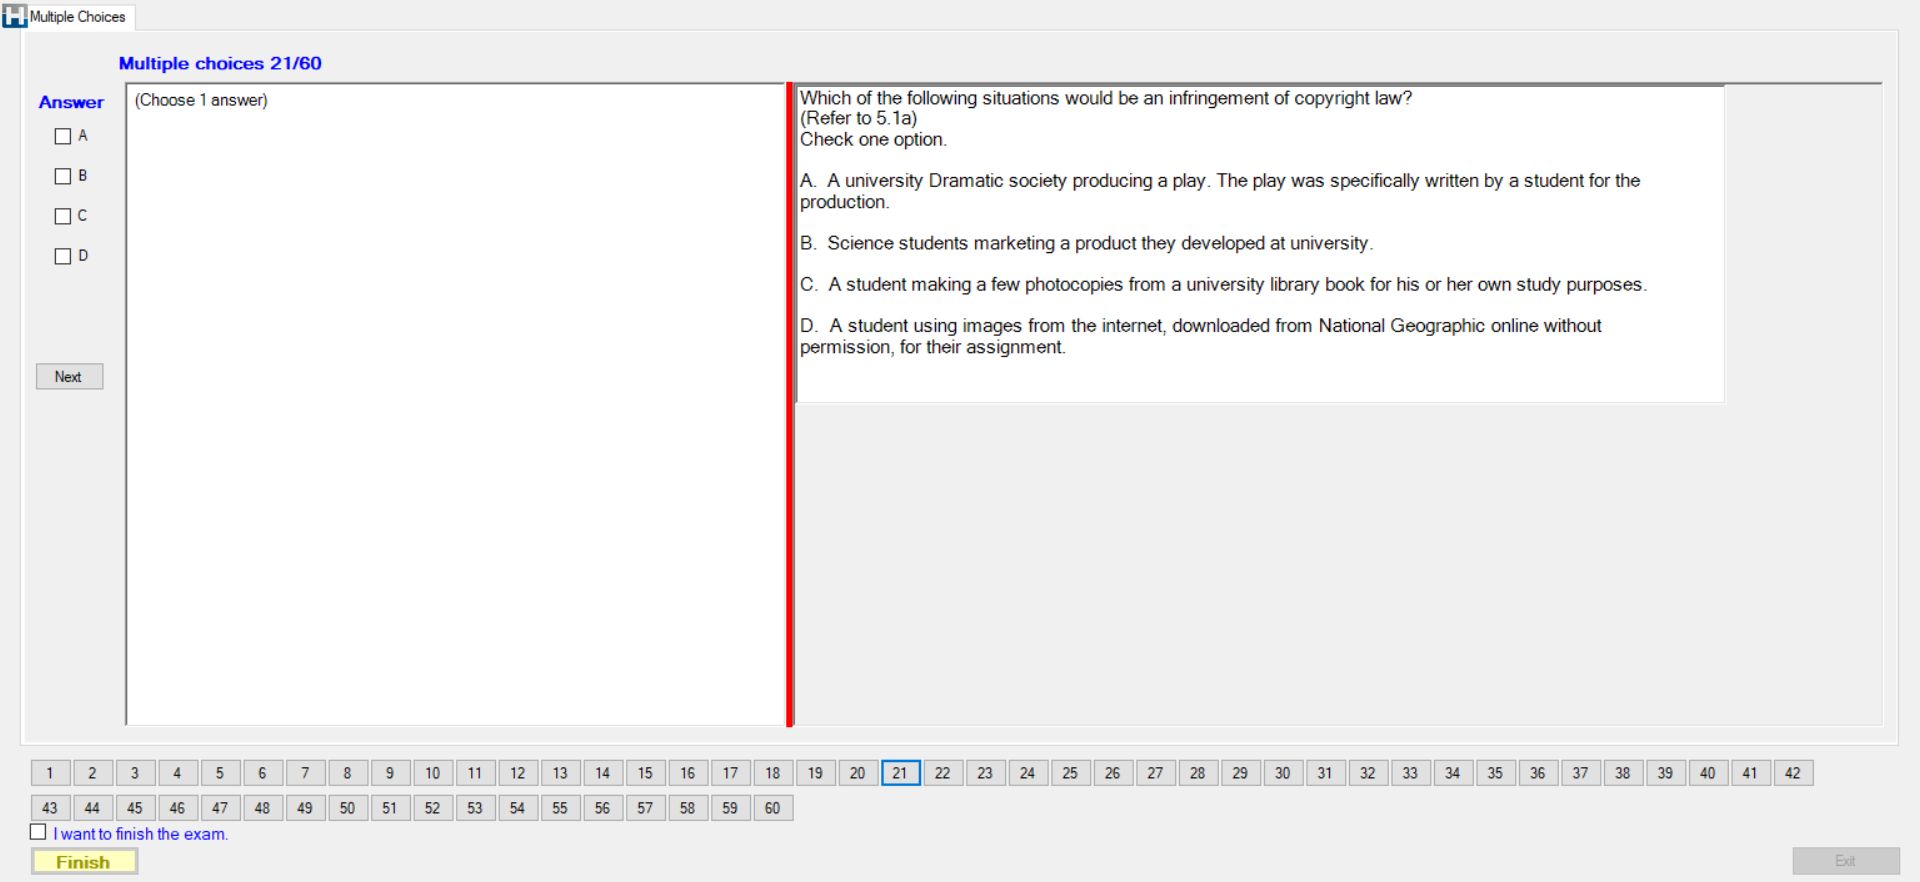 Multiple Choices
Multiple choices 21/60
Answer
A
B
C
D
Next
(Choose 1 answer)
Which of the following situations would be an infringement of copyright law?
(Refer to 5.1a)
Check one option.
A. A university Dramatic society producing a play. The play was specifically written by a student for the
production.
B. Science students marketing a product they developed at university.
C. A student making a few photocopies from a university library book for his or her own study purposes.
D. A student using images from the internet, downloaded from National Geographic online without
permission, for their assignment.
1 2 3 4 5 6 7 8 9 10 11 12 13 14 15 16 17 18 19 20 21 22 23 24 25 26 27 28 29 30 31 32 33 34 35 36 37 38 39 40 41 42
43 44 45 46 47 48 49 50 51 52 53 54 55 56 57 58 59 60
I want to finish the exam.
Finish
Exit